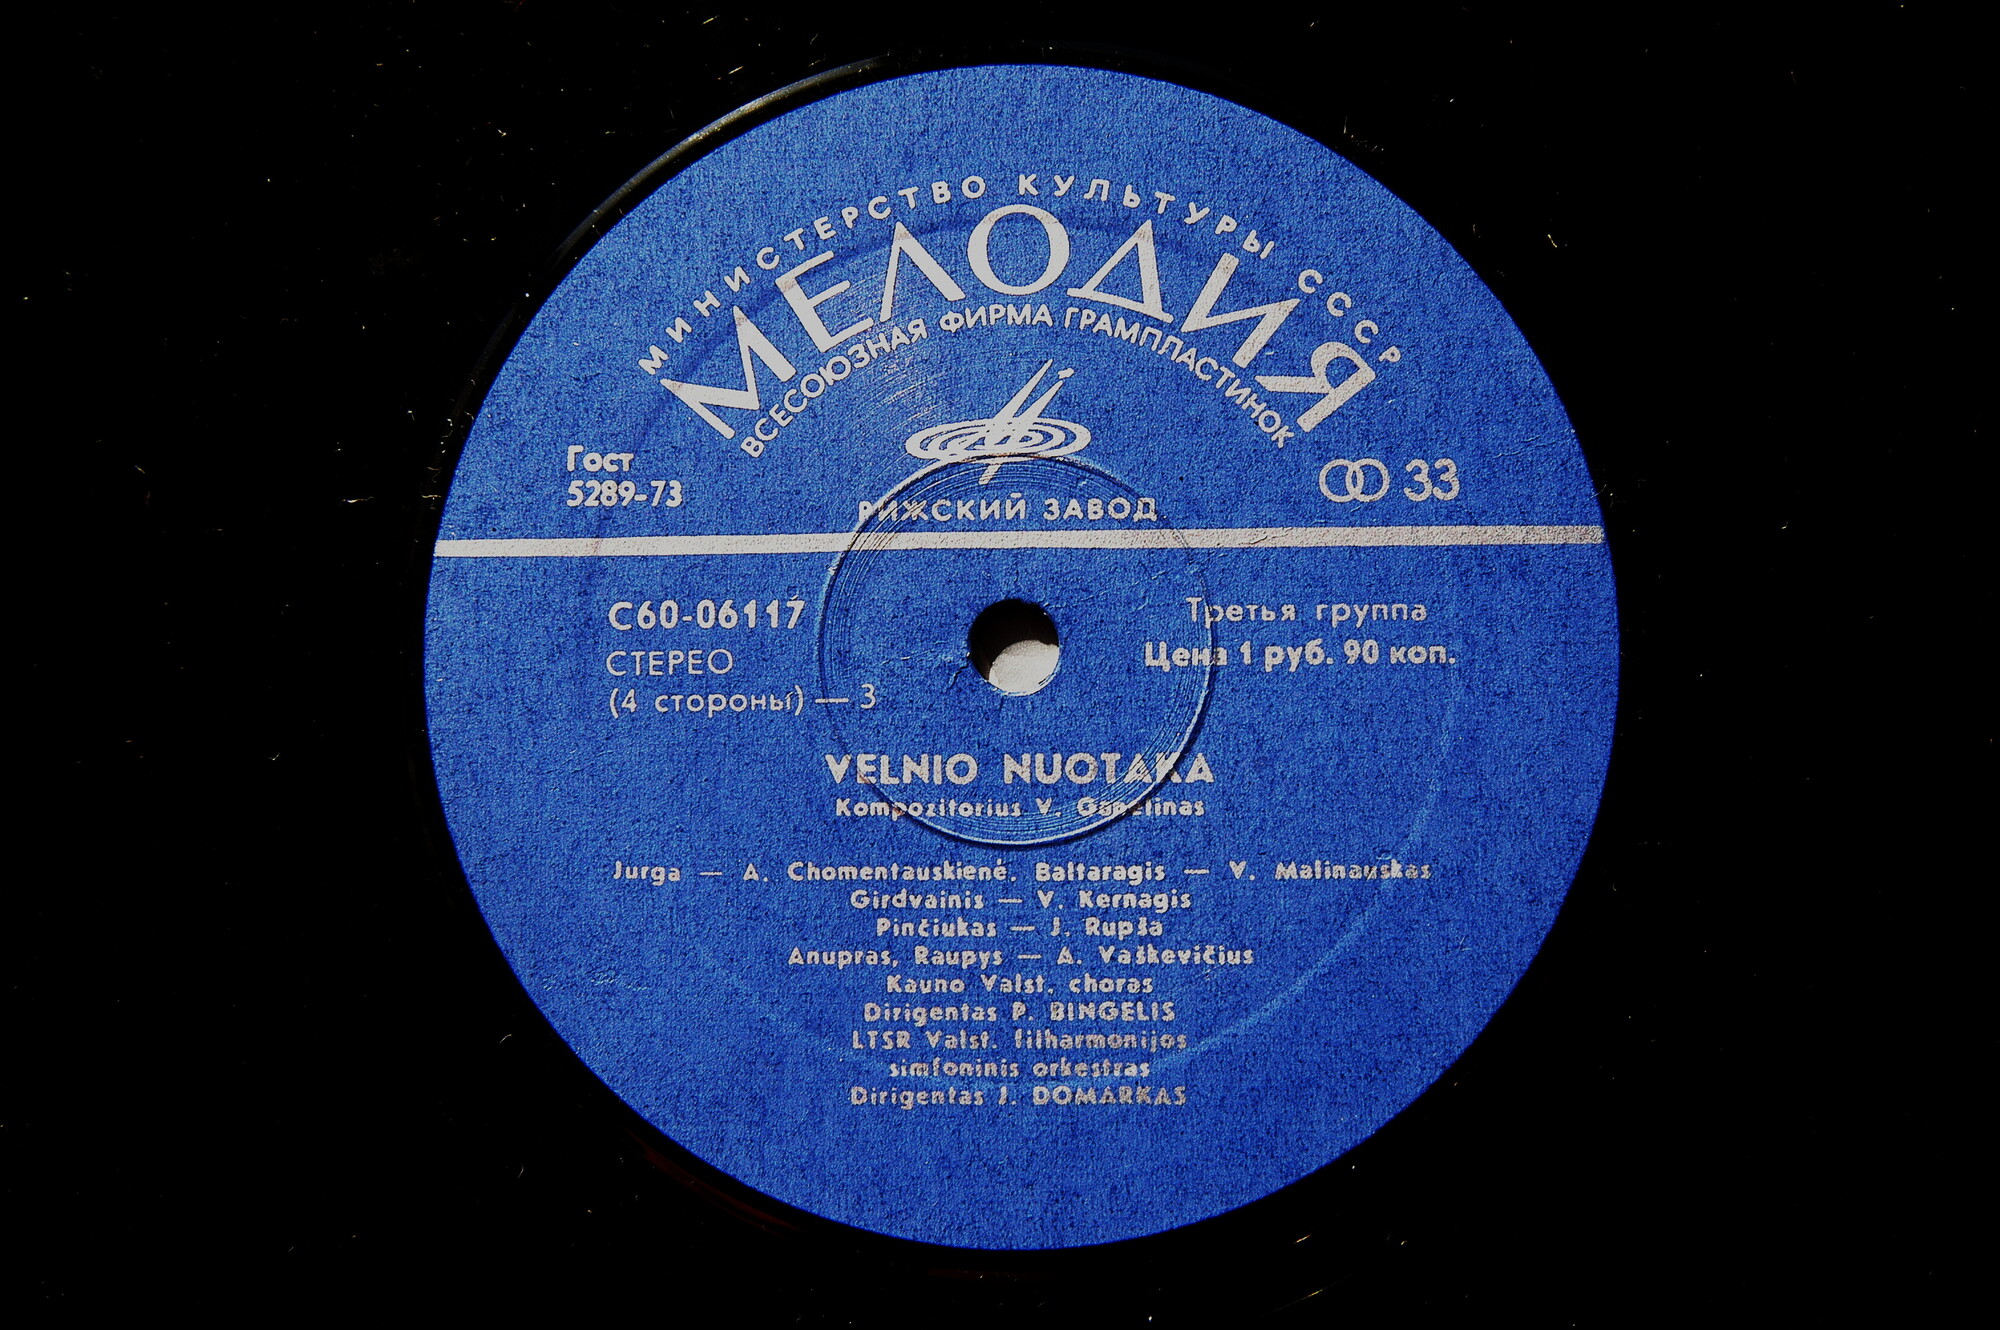 МИНИСТЕРСТВО КУЛЬТУРЫ СССР
МЕЛОДИЯ
ВСЕСОЮЗНАЯ ФИРМА ГРАМПЛАСТИНОК
Гост
5289-73
33
РИЖСКИЙ ЗАВОД
С60-06117
СТЕРЕО
(4 стороны) — 3
Третья группа
Цена 1 руб. 90 коп.
VELNIO NUOTAKA
Kompozitorius V. Ganelinas
Jurga — A. Chomentauskienė, Baltaragis — V. Malinauskas
Girdvainis — V. Kernagis
Pinčiukas — J. Rupša
Anupras, Raupys — A. Vaškevičius
Kauno Valst. choras
Dirigentas P. BINGELIS
LTSR Valst. filharmonijos
simfoninis orkestras
Dirigentas J. DOMARKAS